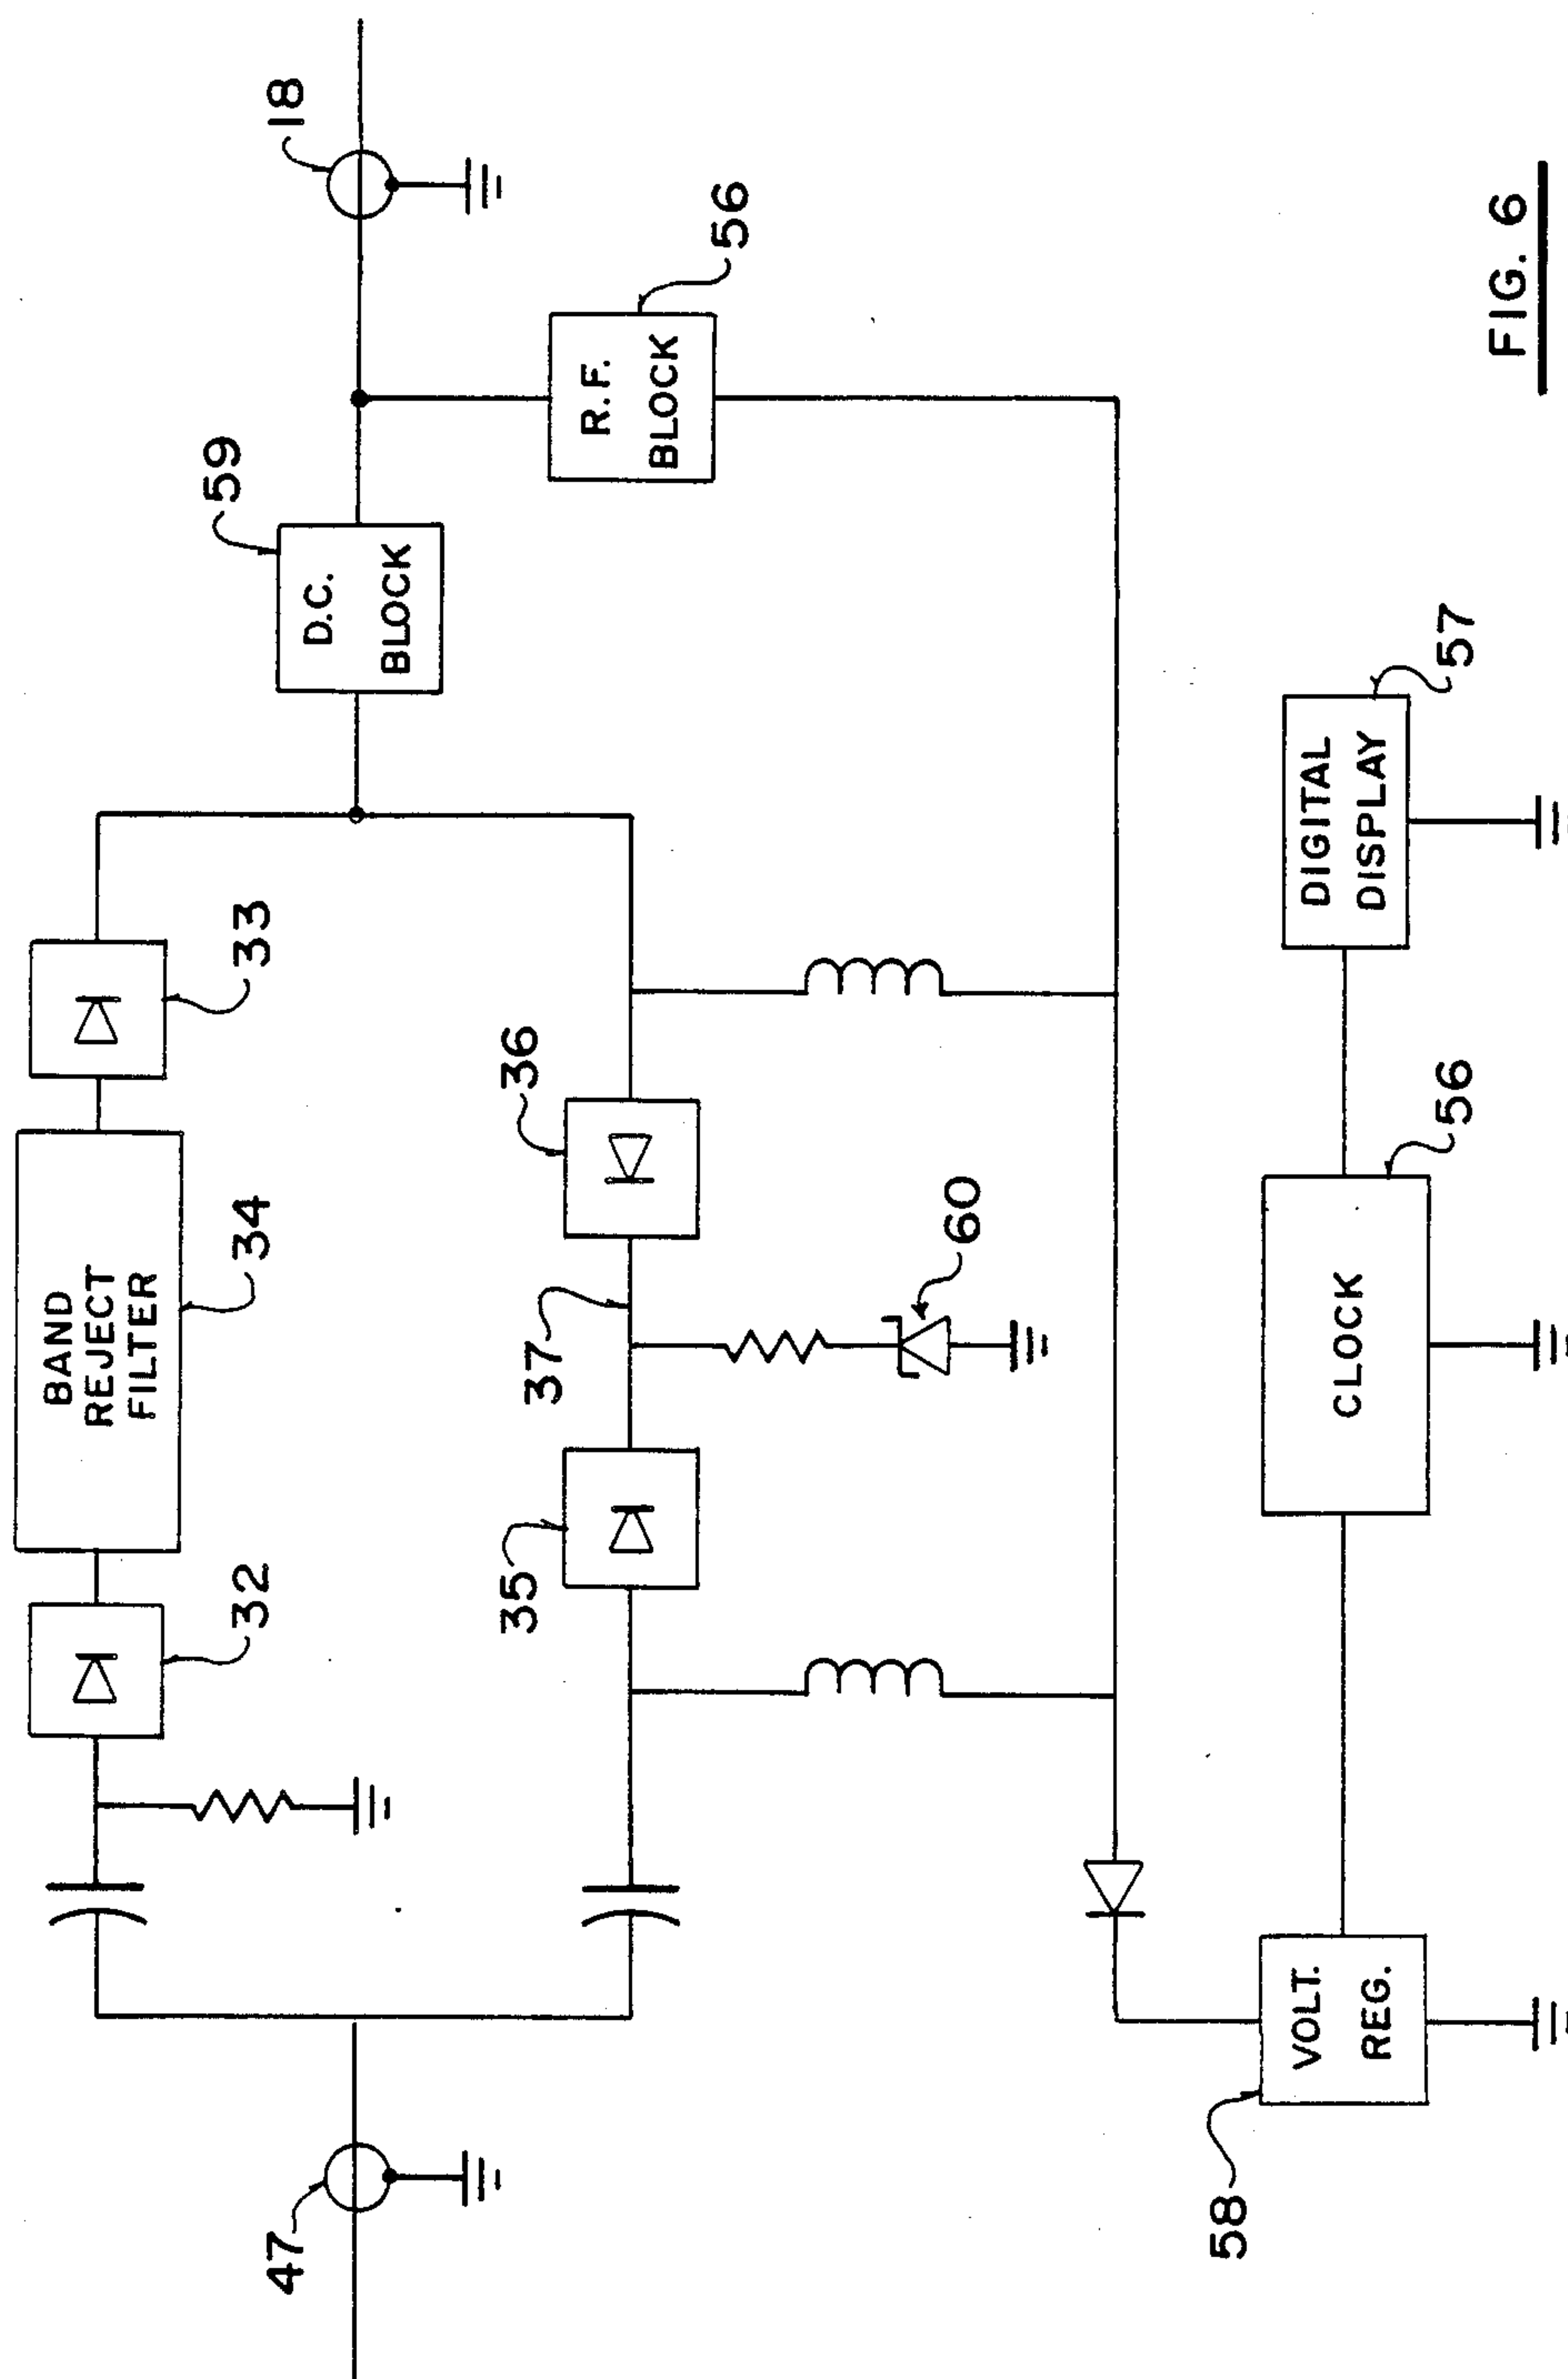 18
59
D.C.
BLOCK
R.F.
BLOCK
56
33
BAND
REJECT
FILTER
34
32
36
37
35
60
47
DIGITAL
DISPLAY
57
CLOCK
56
VOLT.
REG.
58
FIG. 6